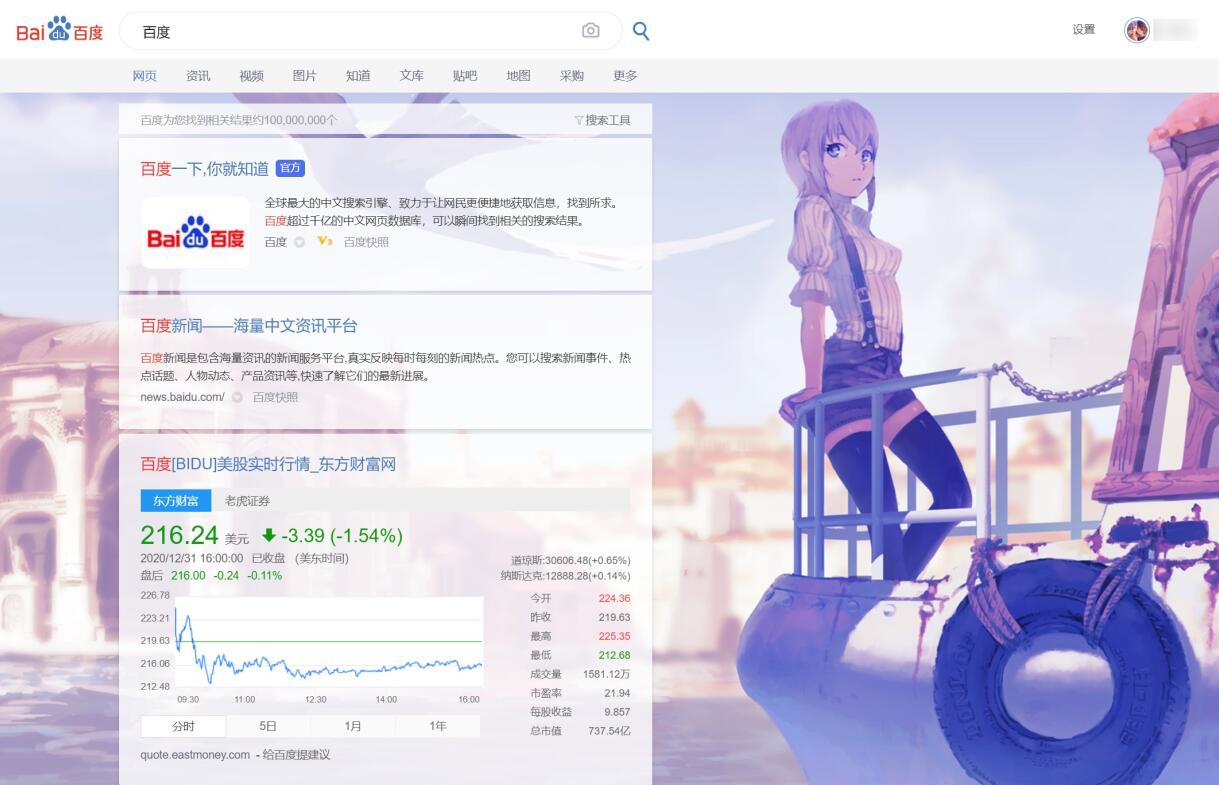 Bai du 百度
百度
设置
网页 资讯 视频 图片 知道 文库 贴吧 地图 采购 更多
百度为您找到相关结果约100,000,000个 搜索工具
百度一下,你就知道 官方
Bai du 百度
全球最大的中文搜索引擎、致力于让网民更便捷地获取信息，找到所求。
百度超过千亿的中文网页数据库，可以瞬间找到相关的搜索结果。
百度 V3 百度快照
百度新闻——海量中文资讯平台
百度新闻是包含海量资讯的新闻服务平台,真实反映每时每刻的新闻热点。您可以搜索新闻事件、热
点话题、人物动态、产品资讯等,快速了解它们的最新进展。
news.baidu.com/ 百度快照
百度[BIDU]美股实时行情_东方财富网
东方财富 老虎证券
216.24 美元 -3.39 (-1.54%)
2020/12/31 16:00:00 已收盘 (美东时间)
盘后 216.00 -0.24 -0.11%
道琼斯:30606.48(+0.65%)
纳斯达克:12888.28(+0.14%)
226.78
223.21
219.63
216.06
212.48
09:30 11:00 12:30 14:00 16:00
今开 224.36
昨收 219.63
最高 225.35
最低 212.68
成交量 1581.12万
市盈率 21.94
每股收益 9.857
总市值 737.54亿
分时 5日 1月 1年
quote.eastmoney.com - 给百度提建议